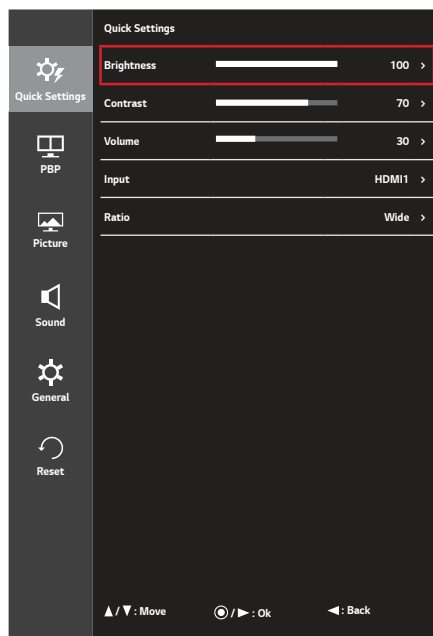 Quick Settings
Brightness 100 >
Contrast 70 >
Volume 30 >
Input HDMI1 >
Ratio Wide >
Quick Settings
PBP
Picture
Sound
General
Reset
▲/▼: Move ◉/►: Ok ◄: Back